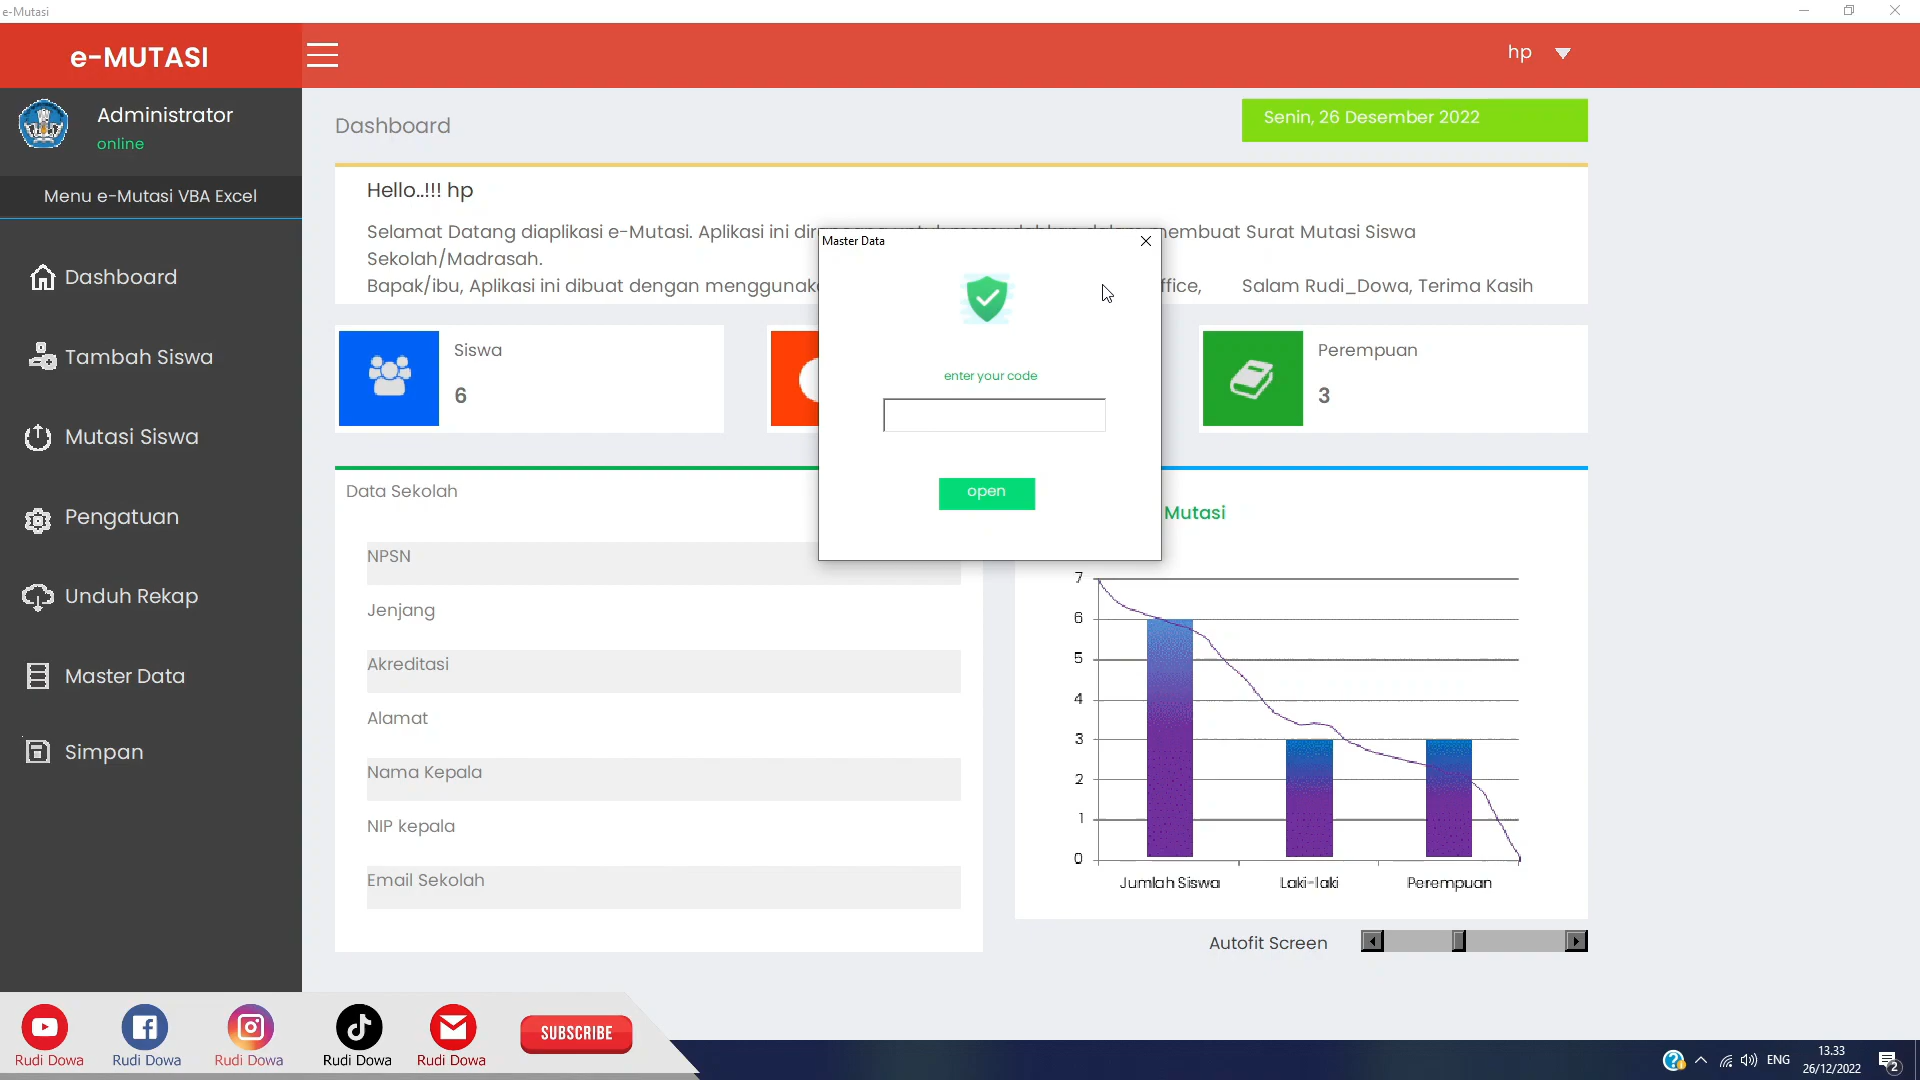 e-Mutasi
e-MUTASI
hp
Administrator
online
Menu e-Mutasi VBA Excel
Dashboard
Tambah Siswa
Mutasi Siswa
Pengatuan
Unduh Rekap
Master Data
Simpan
Dashboard
Senin, 26 Desember 2022
Hello..!!! hp
Selamat Datang diaplikasi e-Mutasi. Aplikasi ini membuat Surat Mutasi Siswa
Sekolah/Madrasah.
Bapak/ibu, Aplikasi ini dibuat dengan Salam Rudi_Dowa, Terima Kasih
Siswa
6
Perempuan
3
Master Data
enter your code
open
Data Sekolah
NPSN
Jenjang
Akreditasi
Alamat
Nama Kepala
NIP kepala
Email Sekolah
Mutasi
7
6
5
4
3
2
1
0
Jumlah Siswa Laki-laki Perempuan
Autofit Screen
Rudi Dowa Rudi Dowa Rudi Dowa Rudi Dowa Rudi Dowa
SUBSCRIBE
ENG
13.33
26/12/2022
2